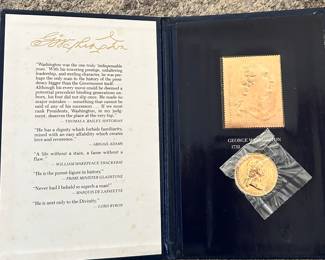 G. Washington
"Washington was the one truly 'indispensable
man.' With his towering prestige, unfaltering
leadership, and sterling character, he was per-
haps the only man to the history of the presi-
dency bigger than the Government itself.
Although his every move could be deemed a
potential precedent binding generations un-
born, his foot did not slip once. He made no
major mistakes — something that cannot be
said of any of his successors. ... If we must
rank Presidents, Washington, in my judg-
ment, deserves the place at the very top."
— THOMAS A. BAILEY, HISTORIAN
"He has a dignity which forbids familiarity,
mixed with an easy affability which creates
love and reverence."
— ABIGAIL ADAMS
"A life without a stain, a fame without a
flaw."
— WILLIAM MAKEPEACE THACKERAY
"He is the purest figure in history."
— PRIME MINISTER GLADSTONE
"Never had I beheld so superb a man!"
— MARQUIS DE LAFAYETTE
"He is next only to the Divinity."
— LORD BYRON
GEORGE WASHINGTON